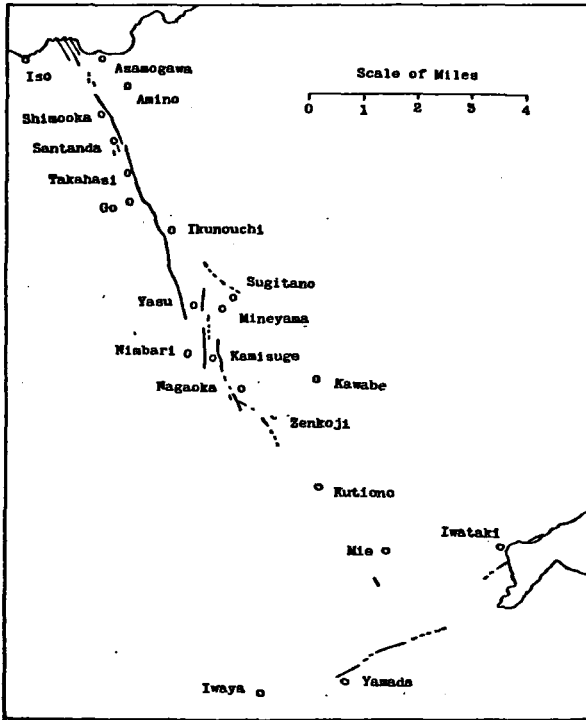 Iso
Asamogawa
Amino
Scale of Miles
0 1 2 3 4
Shimooka
Santanda
Takahasi
Go
Ikunouchi
Sugitano
Yasu
Mineyama
Nimbari
Kamisuge
Nagaoka
Kawabe
Zenkoji
Kutiono
Iwataki
Mie
Iwaya
Yamada